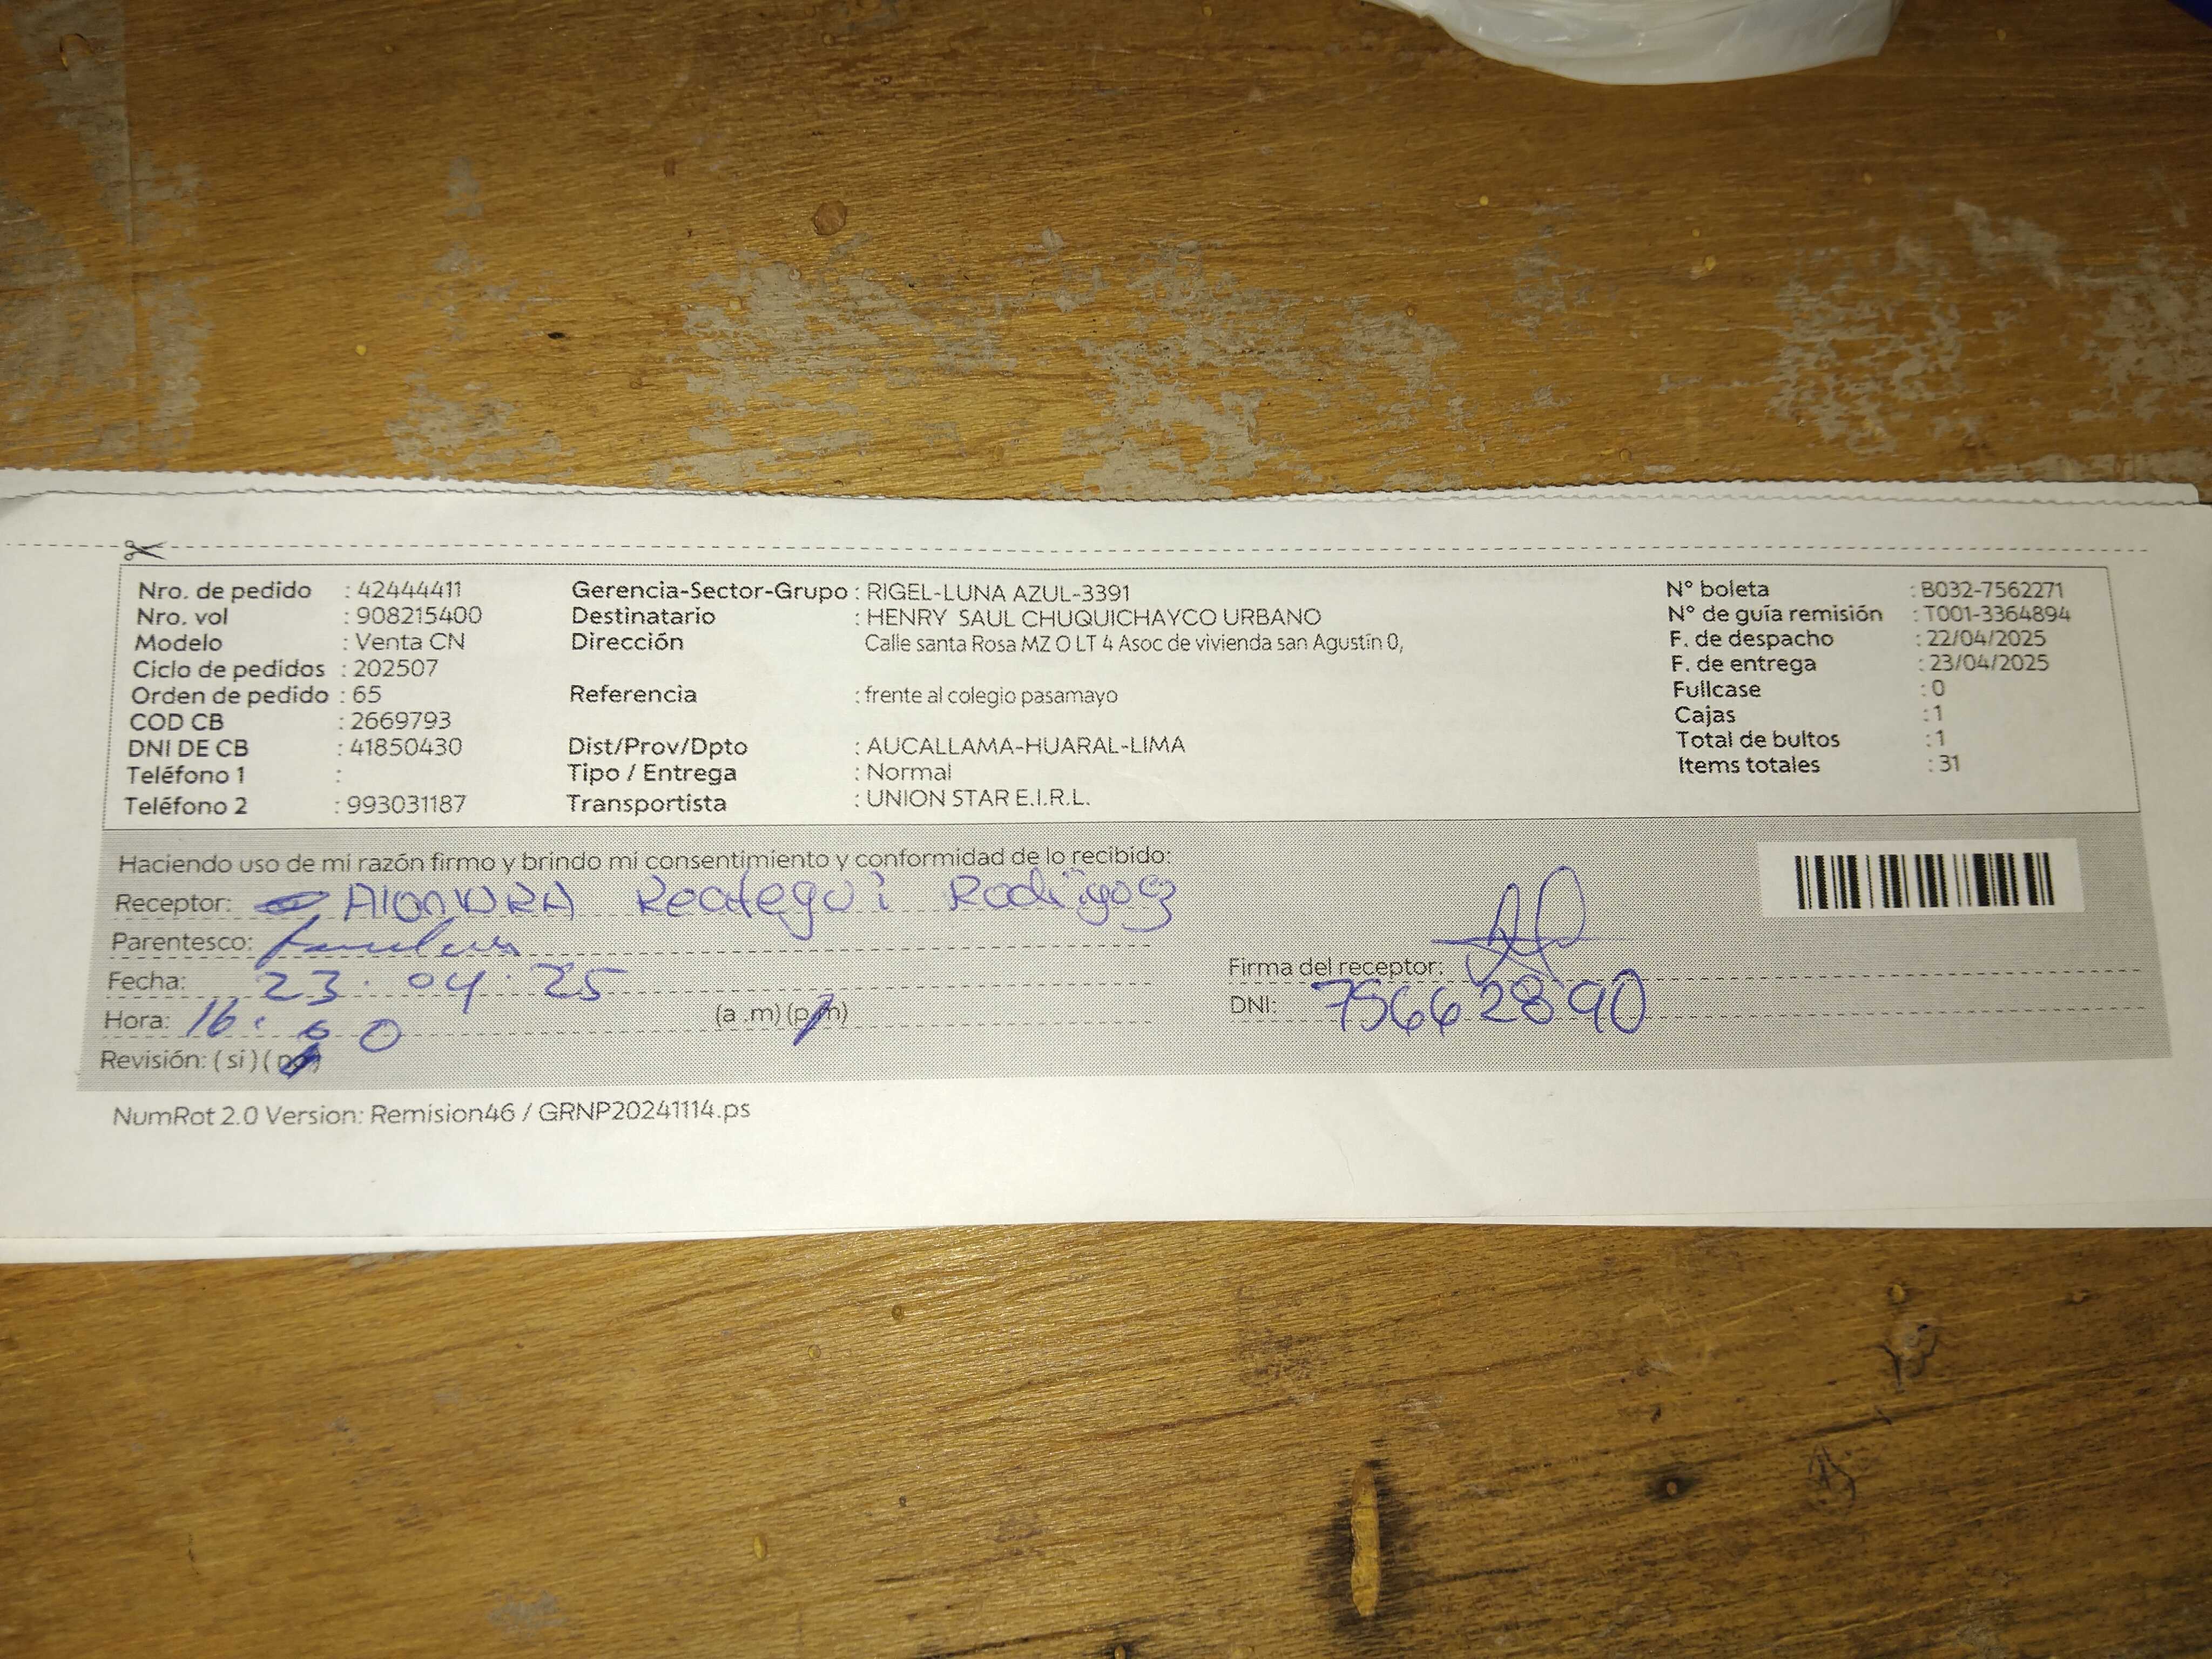 Nro. de pedido : 42444411
Nro. vol : 908215400
Modelo : Venta CN
Ciclo de pedidos : 202507
Orden de pedido : 65
COD CB : 2669793
DNI DE CB : 41850430
Teléfono 1 :
Teléfono 2 : 993031187
Gerencia-Sector-Grupo : RIGEL-LUNA AZUL-3391
Destinatario : HENRY SAUL CHUQUICHAYCO URBANO
Dirección Calle santa Rosa MZ O LT 4 Asoc de vivienda san Agustín 0,
Referencia : frente al colegio pasamayo
Dist/Prov/Dpto : AUCALLAMA-HUARAL-LIMA
Tipo / Entrega : Normal
Transportista : UNION STAR E.I.R.L.
N° boleta : B032-7562271
N° de guía remisión : T001-3364894
F. de despacho : 22/04/2025
F. de entrega : 23/04/2025
Fullcase : 0
Cajas : 1
Total de bultos : 1
Items totales : 31
Haciendo uso de mi razón firmo y brindo mi consentimiento y conformidad de lo recibido:
Receptor: Reategui
Parentesco:
Fecha: 23.04.25
Hora: 16: (a .m) (p.m)
Revisión: ( si ) ( no )
Firma del receptor:
DNI: 75662890
NumRot 2.0 Version: Remision46 / GRNP20241114.ps